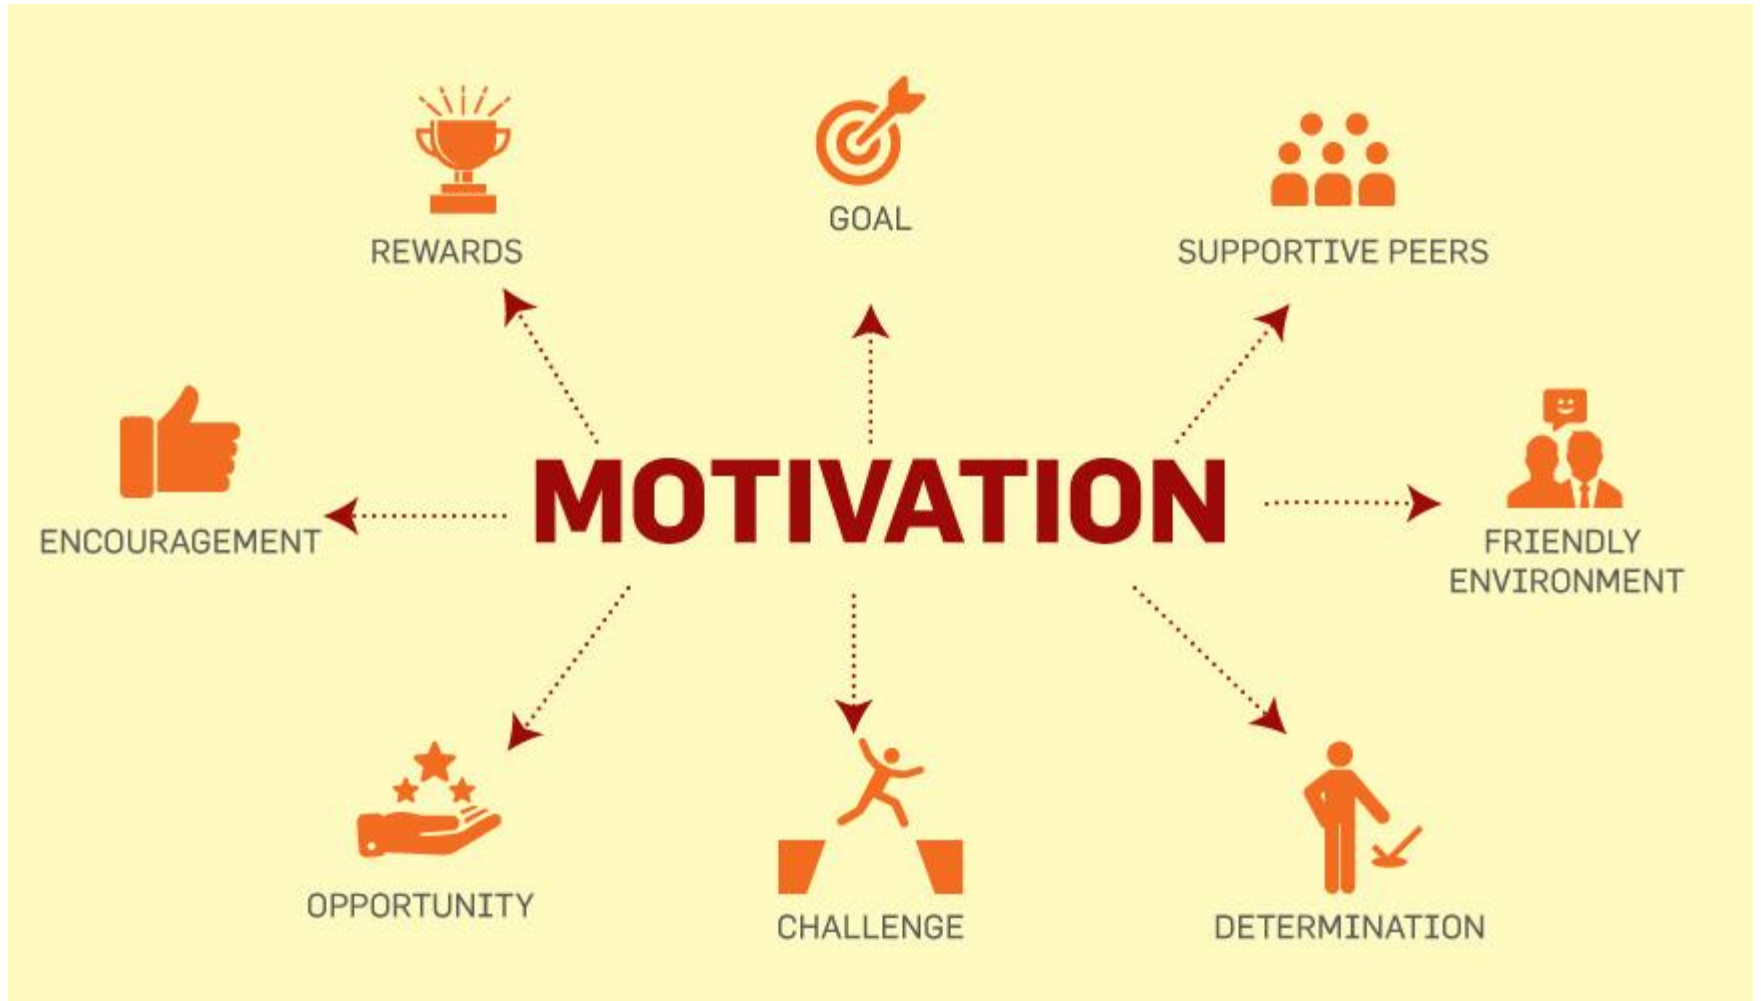 GOAL
REWARDS
SUPPORTIVE PEERS
MOTIVATION
ENCOURAGEMENT
FRIENDLY
ENVIRONMENT
OPPORTUNITY
CHALLENGE
DETERMINATION